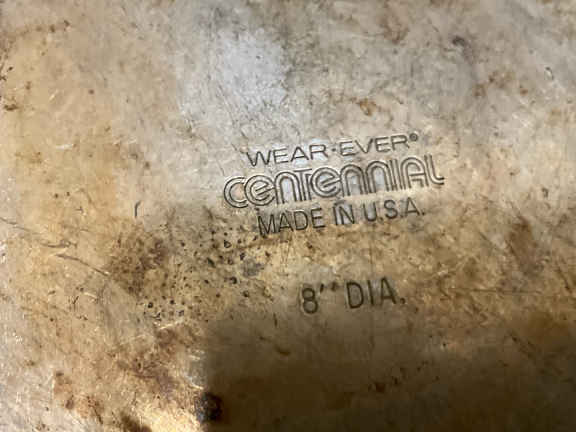 WEAR·EVER®
CENTENNIAL
MADE IN U.S.A.
8'' DIA.